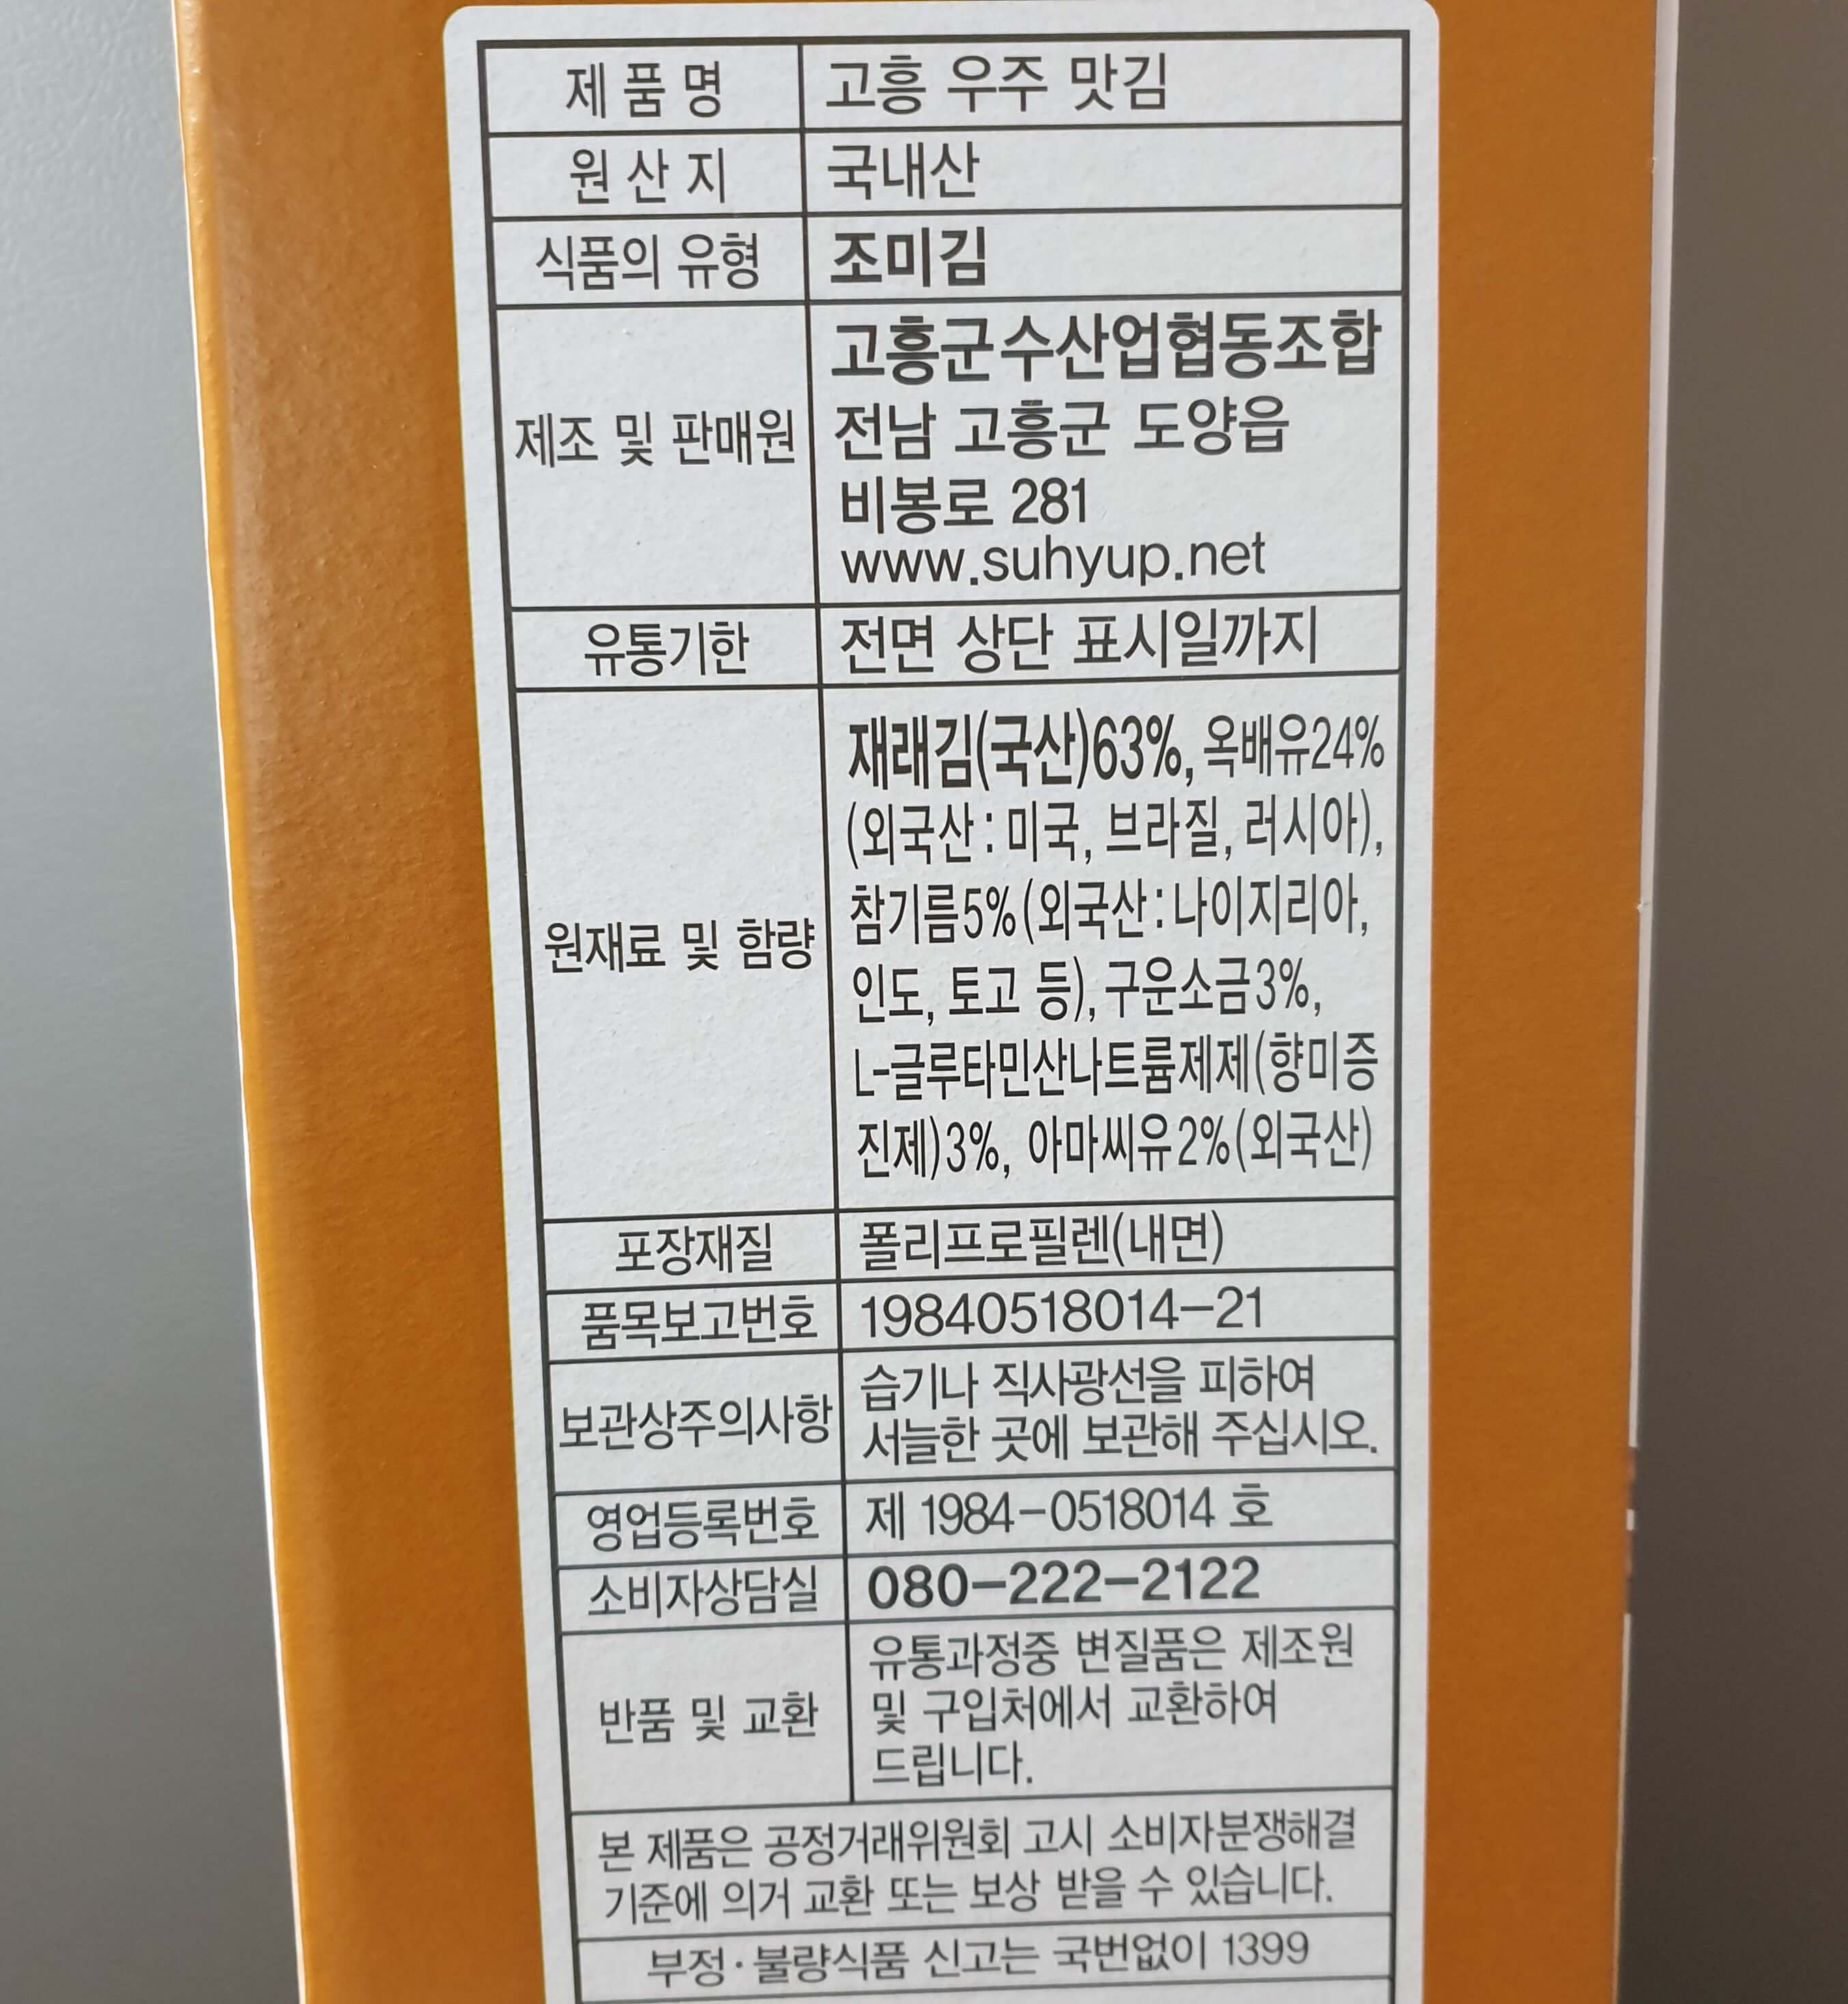 제 품 명 고흥 우주 맛김
원 산 지 국내산
식품의 유형 조미김
제조 및 판매원 고흥군수산업협동조합
전남 고흥군 도양읍
비봉로 281
www.suhyup.net
유통기한 전면 상단 표시일까지
원재료 및 함량 재래김(국산)63%, 옥배유24%
(외국산 : 미국, 브라질, 러시아),
참기름5%(외국산 : 나이지리아,
인도, 토고 등), 구운소금3%,
L-글루타민산나트륨제제(향미증
진제)3%, 아마씨유2%(외국산)
포장재질 폴리프로필렌(내면)
품목보고번호 19840518014-21
보관상주의사항 습기나 직사광선을 피하여
서늘한 곳에 보관해 주십시오.
영업등록번호 제 1984-0518014 호
소비자상담실 080-222-2122
반품 및 교환 유통과정중 변질품은 제조원
및 구입처에서 교환하여
드립니다.
본 제품은 공정거래위원회 고시 소비자분쟁해결
기준에 의거 교환 또는 보상 받을 수 있습니다.
부정·불량식품 신고는 국번없이 1399